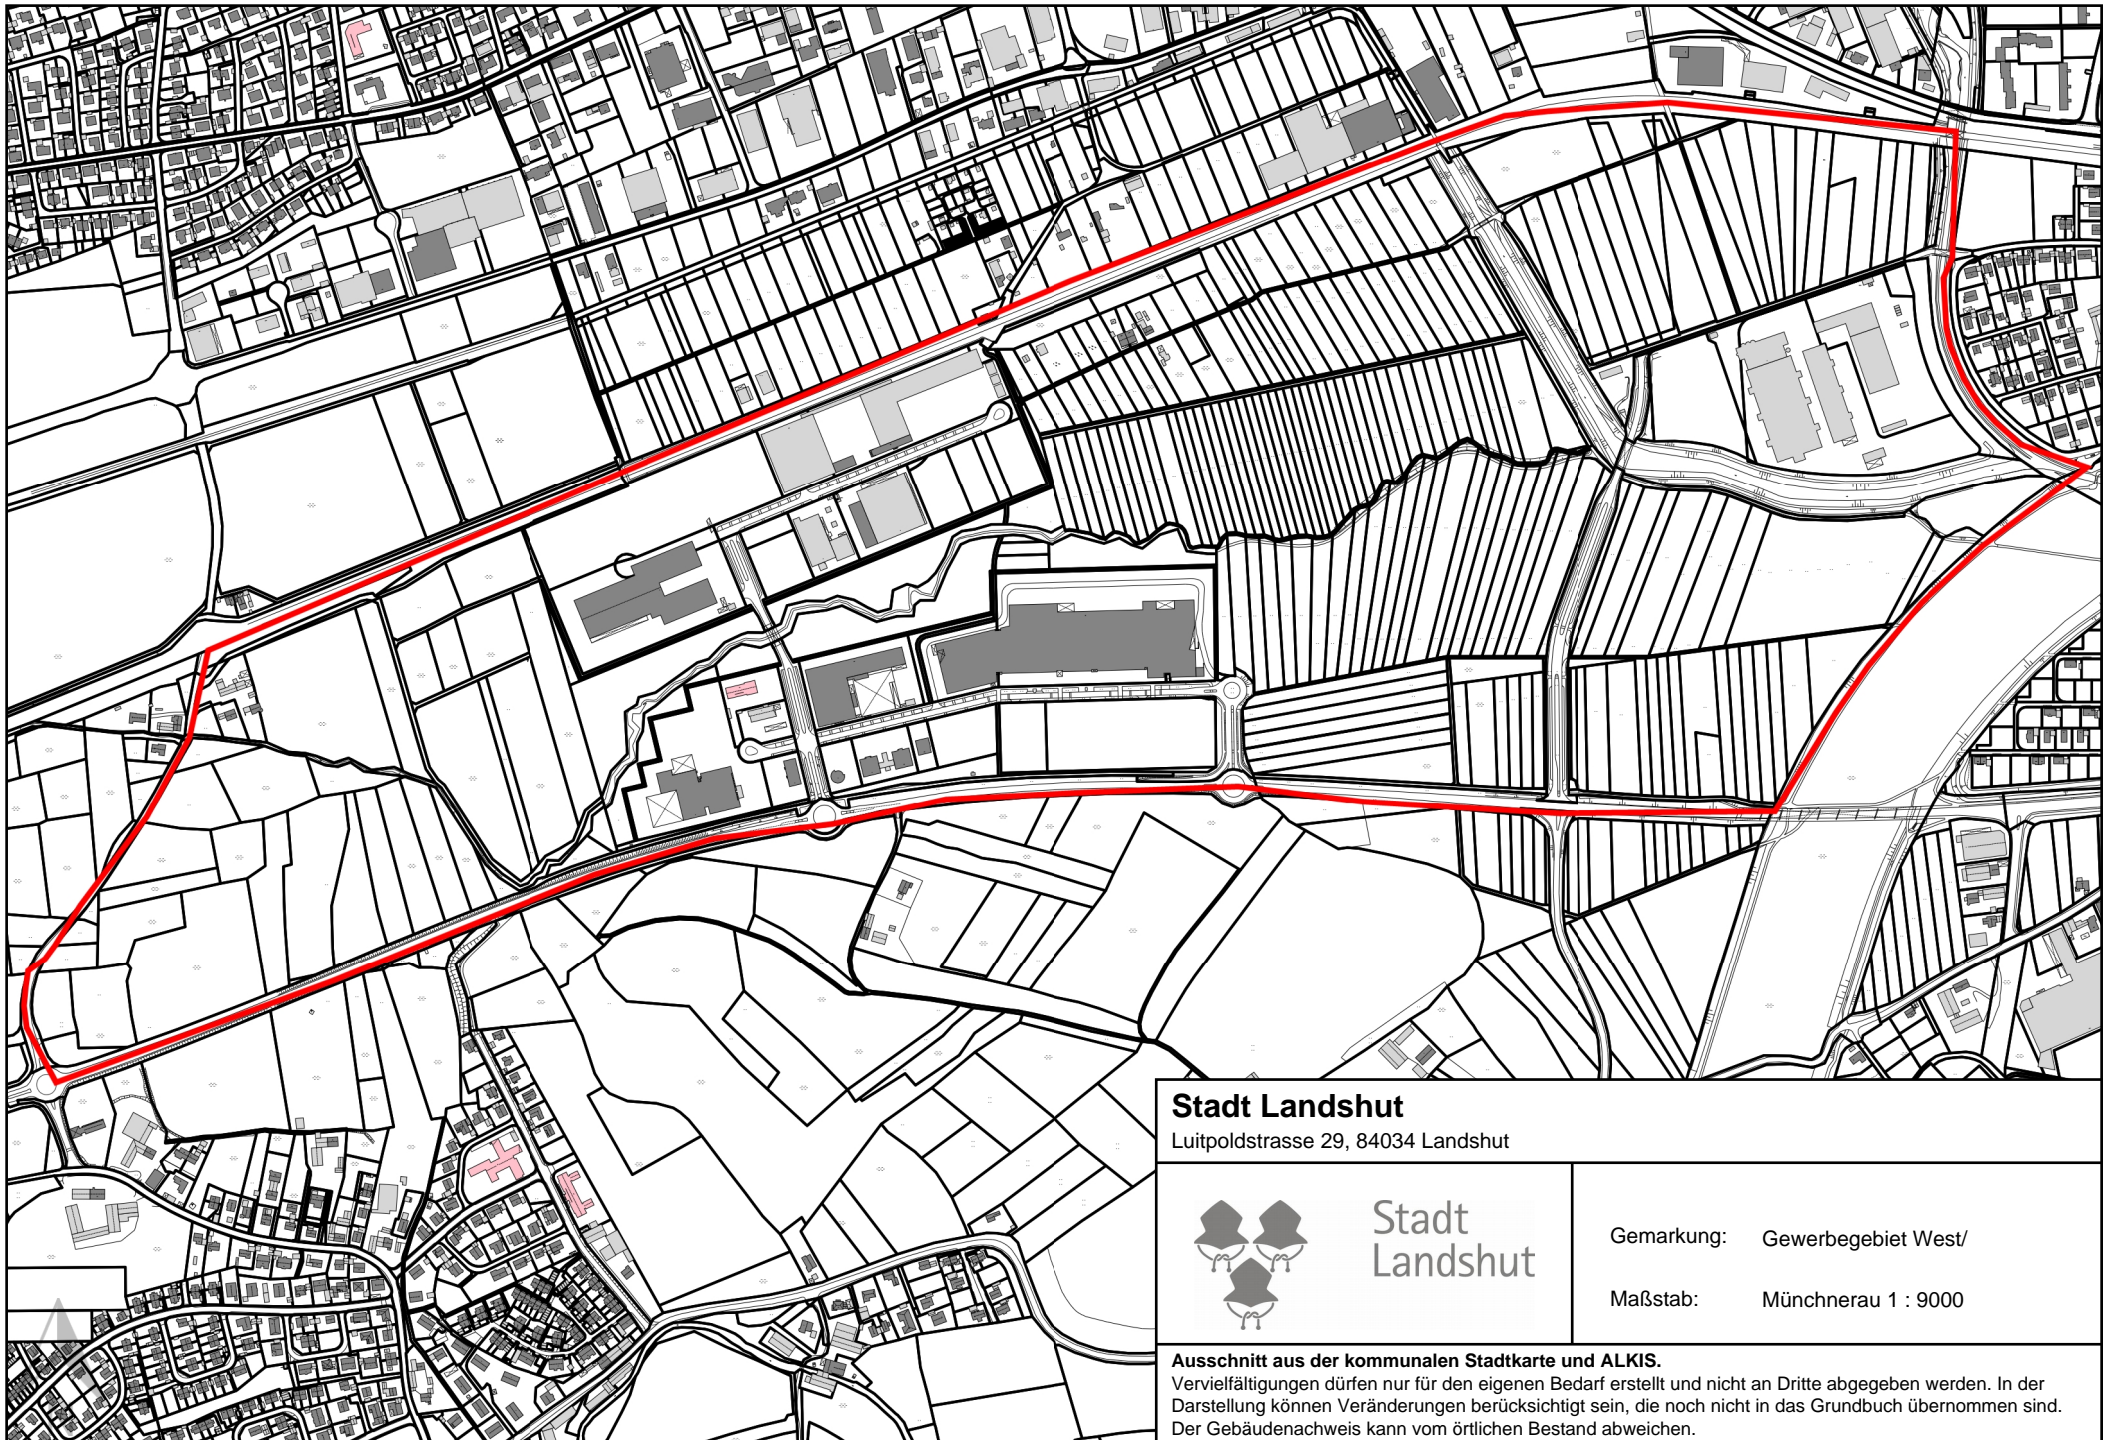 Stadt Landshut
Luitpoldstrasse 29, 84034 Landshut
Stadt
Landshut
Gemarkung: Gewerbegebiet West/
Maßstab: Münchnerau 1 : 9000
Ausschnitt aus der kommunalen Stadtkarte und ALKIS.
Vervielfältigungen dürfen nur für den eigenen Bedarf erstellt und nicht an Dritte abgegeben werden. In der
Darstellung können Veränderungen berücksichtigt sein, die noch nicht in das Grundbuch übernommen sind.
Der Gebäudenachweis kann vom örtlichen Bestand abweichen.